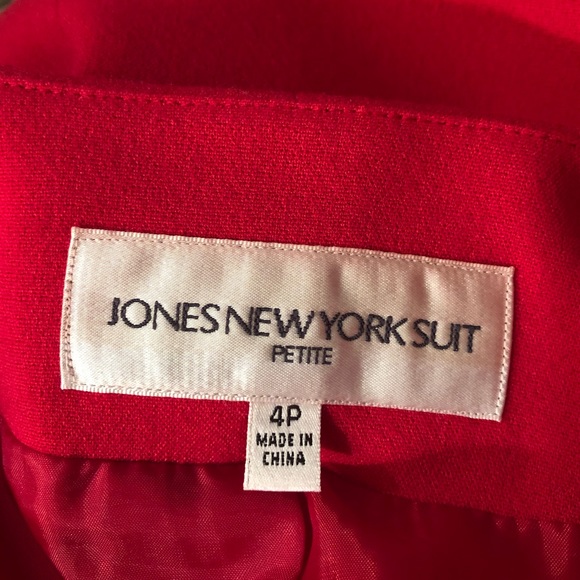 JONES NEW YORK SUIT
PETITE
4P
MADE IN
CHINA